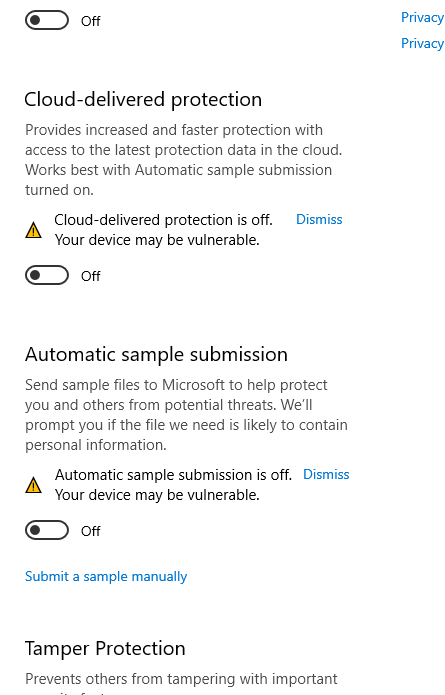 Off
Privacy
Privacy
Cloud-delivered protection
Provides increased and faster protection with
access to the latest protection data in the cloud.
Works best with Automatic sample submission
turned on.
Cloud-delivered protection is off. Dismiss
Your device may be vulnerable.
Off
Automatic sample submission
Send sample files to Microsoft to help protect
you and others from potential threats. We’ll
prompt you if the file we need is likely to contain
personal information.
Automatic sample submission is off. Dismiss
Your device may be vulnerable.
Off
Submit a sample manually
Tamper Protection
Prevents others from tampering with important